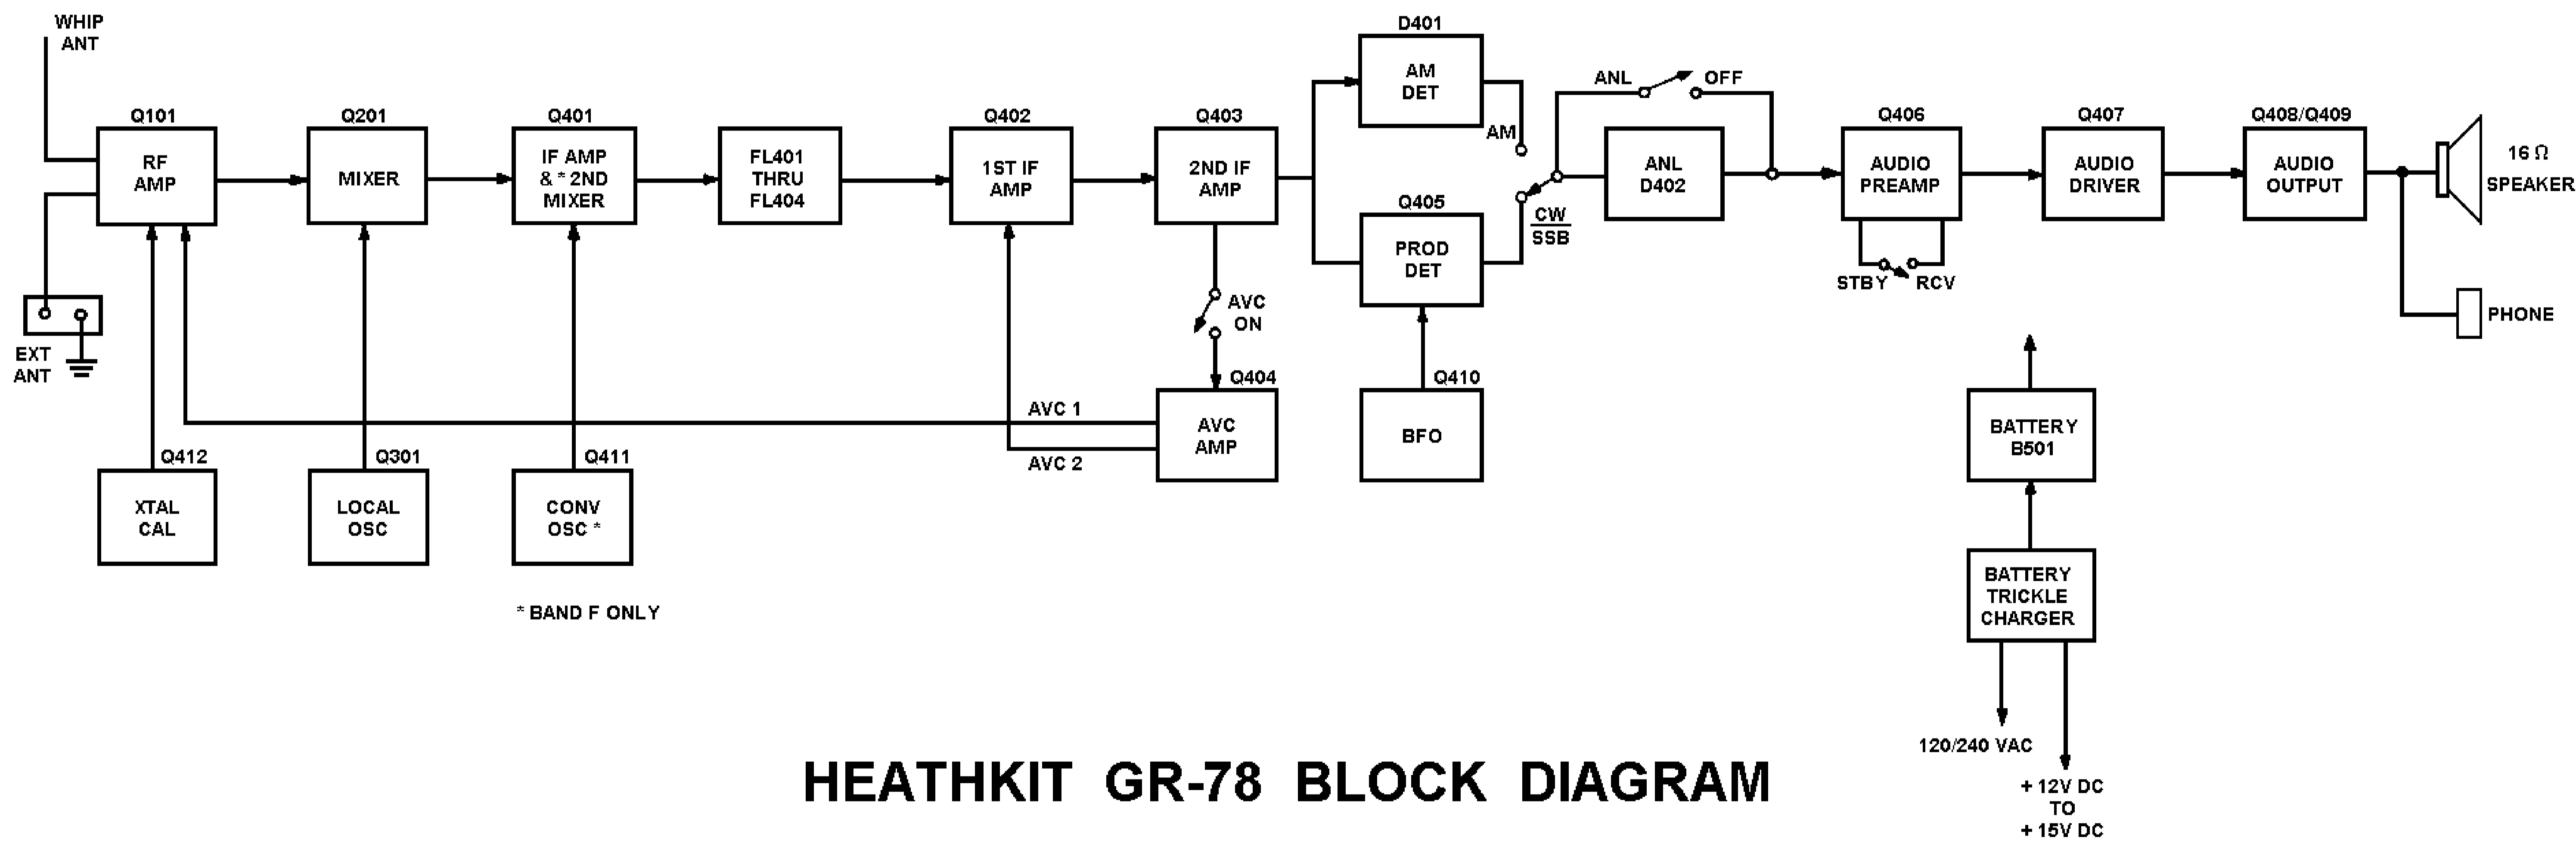 WHIP
ANT
Q101
RF
AMP
EXT
ANT
Q412
XTAL
CAL
Q201
MIXER
Q301
LOCAL
OSC
Q401
IF AMP
& * 2ND
MIXER
Q411
CONV
OSC *
* BAND F ONLY
FL401
THRU
FL404
Q402
1ST IF
AMP
Q403
2ND IF
AMP
AVC
ON
Q404
AVC
AMP
AVC 1
AVC 2
D401
AM
DET
AM
Q405
PROD
DET
CW
SSB
Q410
BFO
ANL
OFF
ANL
D402
Q406
AUDIO
PREAMP
STBY
RCV
Q407
AUDIO
DRIVER
Q408/Q409
AUDIO
OUTPUT
16 Ω
SPEAKER
PHONE
BATTERY
B501
BATTERY
TRICKLE
CHARGER
120/240 VAC
+ 12V DC
TO
+ 15V DC
HEATHKIT GR-78 BLOCK DIAGRAM